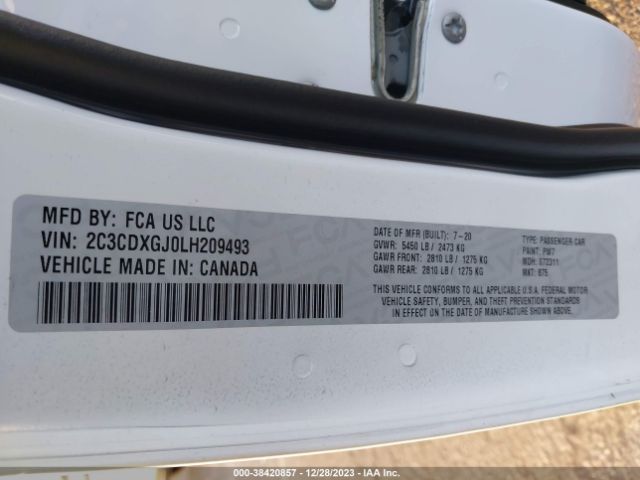 MFD BY: FCA US LLC
VIN: 2C3CDXGJ0LH209493
VEHICLE MADE IN: CANADA
DATE OF MFR (BUILT): 7-20
GVWR: 5450 LB / 2473 KG
GAWR FRONT: 2810 LB / 1275 KG
GAWR REAR: 2810 LB / 1275 KG
TYPE: PASSENGER CAR
PAINT: PW7
MDH: 072311
MKT: 875
THIS VEHICLE CONFORMS TO ALL APPLICABLE U.S.A. FEDERAL MOTOR
VEHICLE SAFETY, BUMPER, AND THEFT PREVENTION STANDARDS
IN EFFECT ON THE DATE OF MANUFACTURE SHOWN ABOVE.
000-38420857 - 12/28/2023 - IAA Inc.